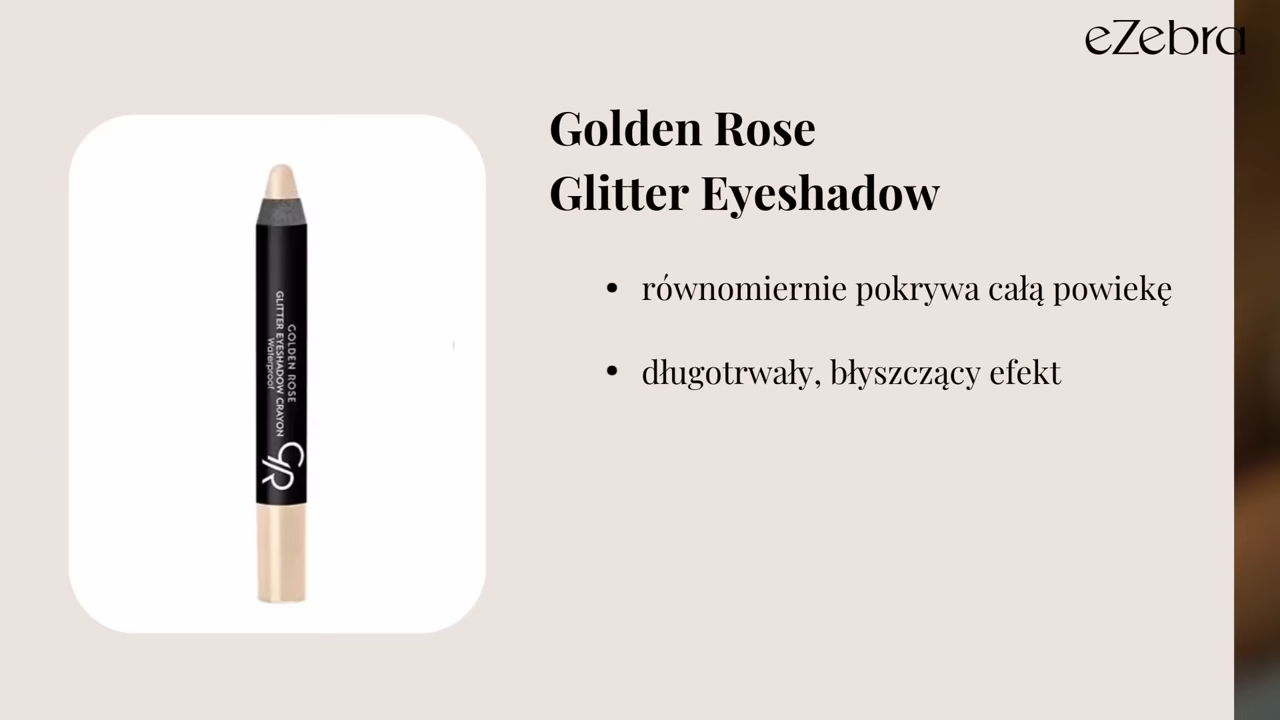 eZebra
Golden Rose
Glitter Eyeshadow
• równomiernie pokrywa całą powiekę
• długotrwały, błyszczący efekt
GOLDEN ROSE
GLITTER EYESHADOW CRAYON
Waterproof
GR